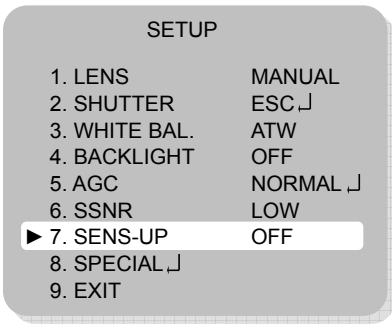 SETUP
1. LENS MANUAL
2. SHUTTER ESC↵
3. WHITE BAL. ATW
4. BACKLIGHT OFF
5. AGC NORMAL ↵
6. SSNR LOW
► 7. SENS-UP OFF
8. SPECIAL↵
9. EXIT